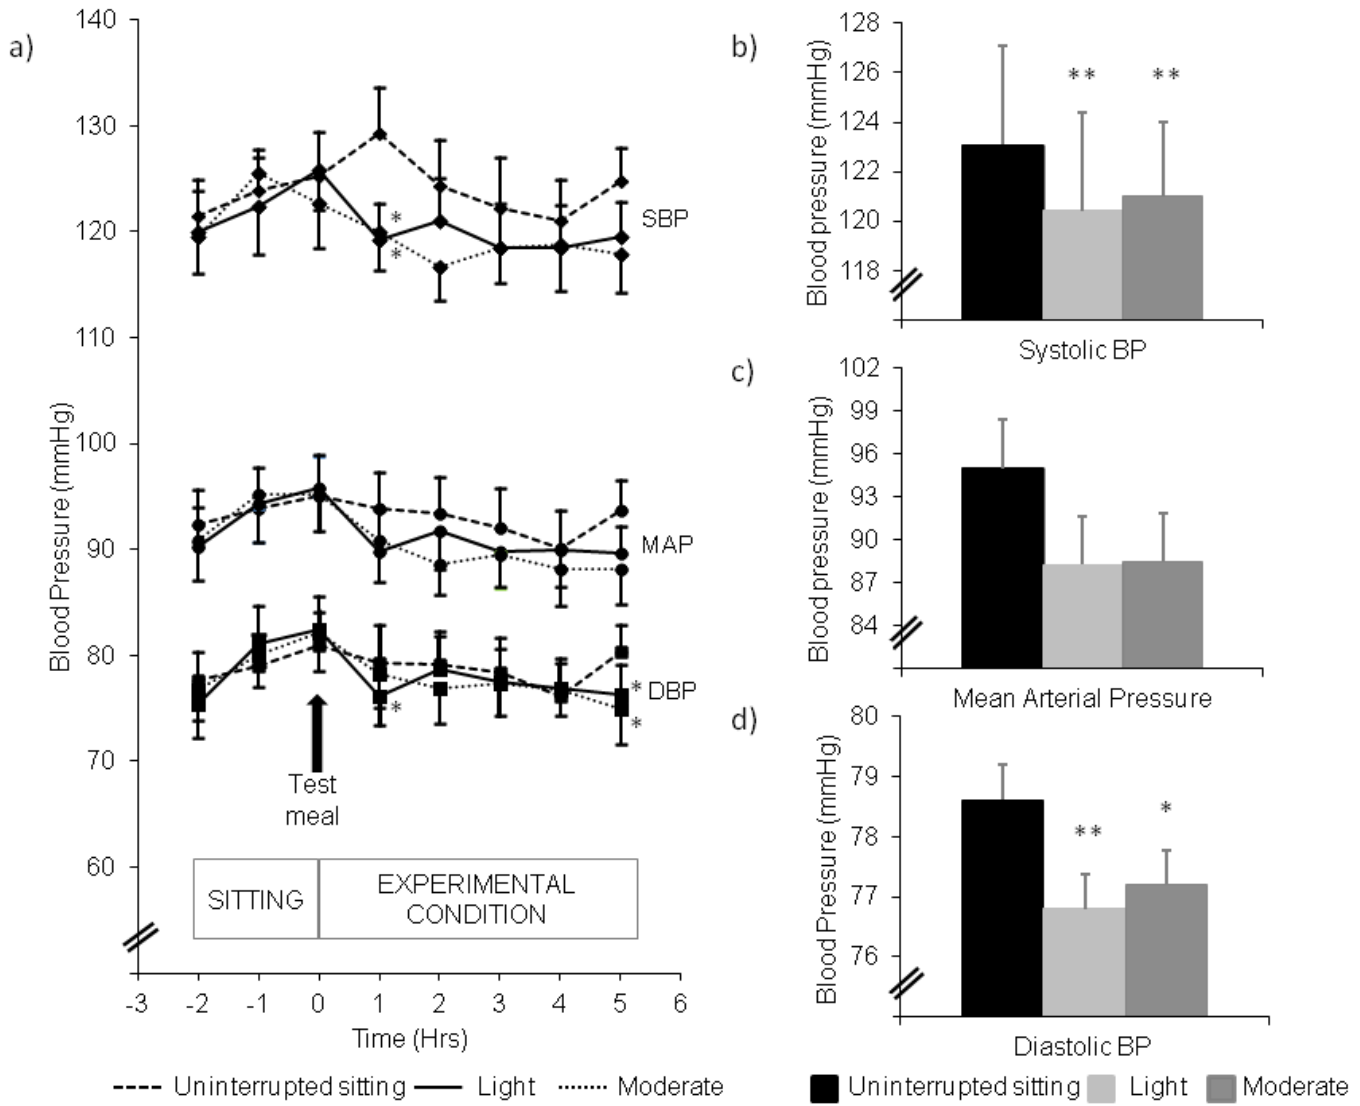 a)
140
130
120
110
100
90
80
70
60
Blood Pressure (mmHg)
*
*
SBP
MAP
*
*
*
DBP
Test
meal
SITTING
EXPERIMENTAL
CONDITION
-3 -2 -1 0 1 2 3 4 5 6
Time (Hrs)
Uninterrupted sitting Light Moderate
b)
128
126
124
122
120
118
Blood pressure (mmHg)
** **
Systolic BP
c)
102
99
96
93
90
87
84
Blood pressure (mmHg)
Mean Arterial Pressure
d)
80
79
78
77
76
Blood Pressure (mmHg)
*
**
Diastolic BP
Uninterrupted sitting Light Moderate